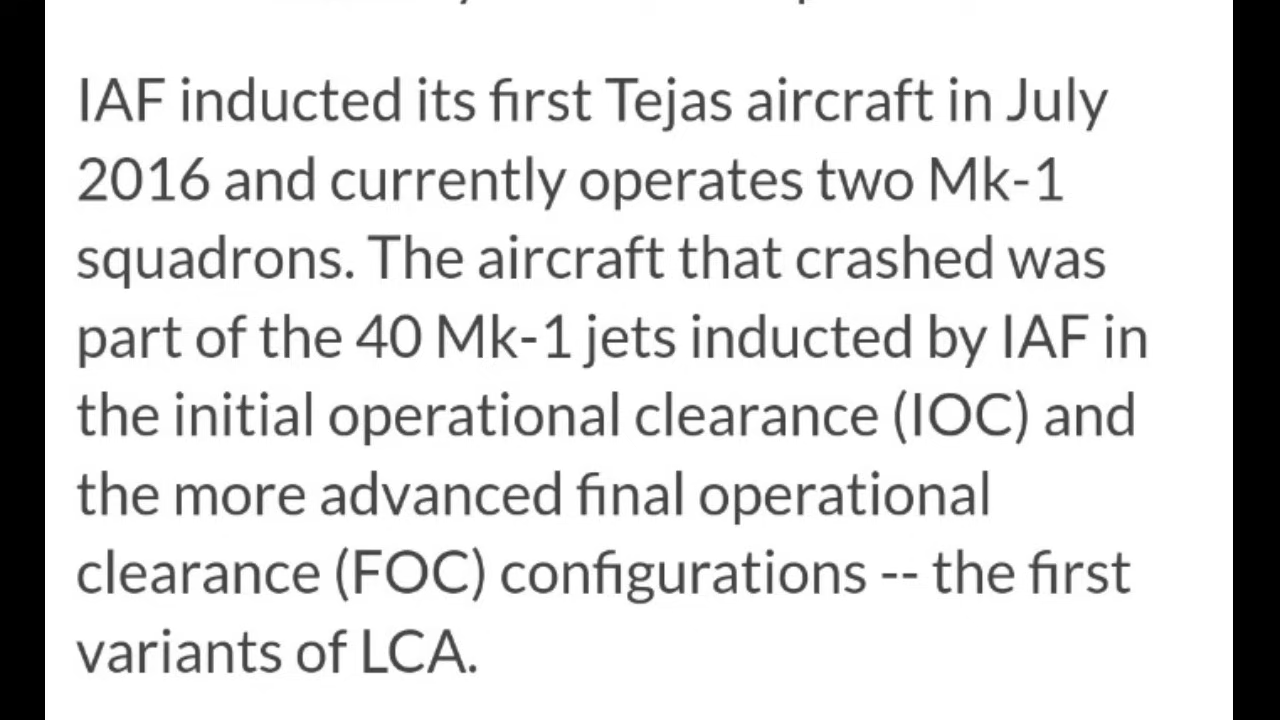 IAF inducted its first Tejas aircraft in July
2016 and currently operates two Mk-1
squadrons. The aircraft that crashed was
part of the 40 Mk-1 jets inducted by IAF in
the initial operational clearance (IOC) and
the more advanced final operational
clearance (FOC) configurations -- the first
variants of LCA.